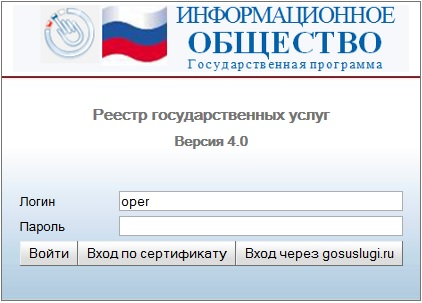 ИНФОРМАЦИОННОЕ
ОБЩЕСТВО
Государственная программа
Реестр государственных услуг
Версия 4.0
Логин oper
Пароль
Войти Вход по сертификату Вход через gosuslugi.ru